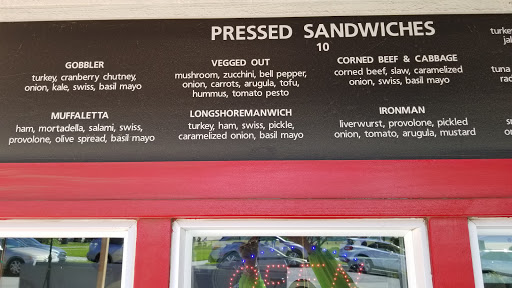 PRESSED SANDWICHES
10
GOBBLER
turkey, cranberry chutney,
onion, kale, swiss, basil mayo
VEGGED OUT
mushroom, zucchini, bell pepper,
onion, carrots, arugula, tofu,
hummus, tomato pesto
CORNED BEEF & CABBAGE
corned beef, slaw, caramelized
onion, swiss, basil mayo
MUFFALETTA
ham, mortadella, salami, swiss,
provolone, olive spread, basil mayo
LONGSHOREMANWICH
turkey, ham, swiss, pickle,
caramelized onion, basil mayo
IRONMAN
liverwurst, provolone, pickled
onion, tomato, arugula, mustard
tuna